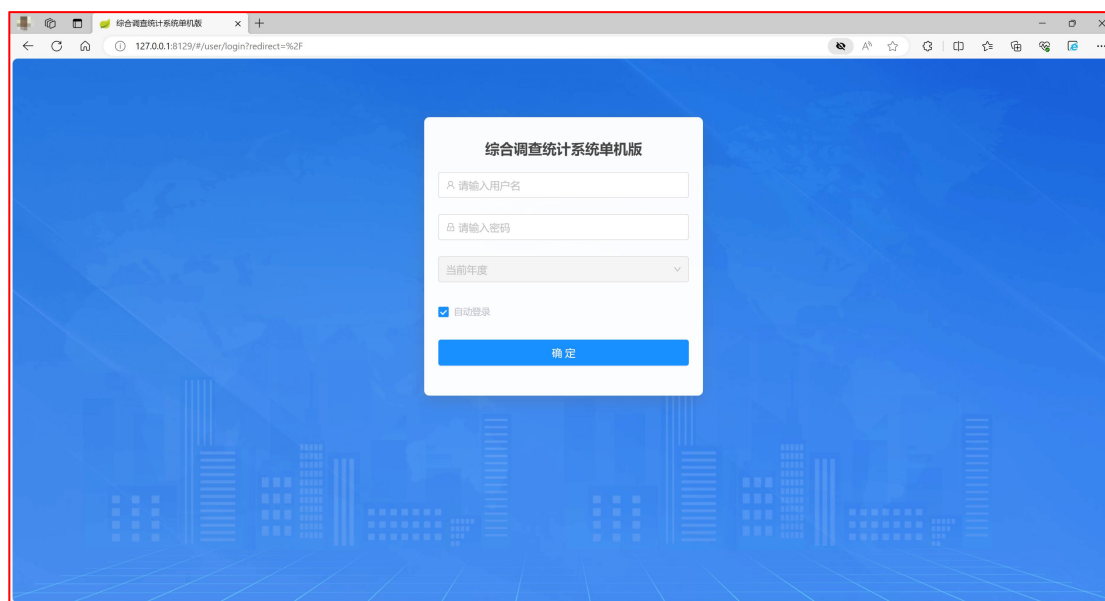 综合调查统计系统单机版
127.0.0.1:8129/#/user/login?redirect=%2F
综合调查统计系统单机版
请输入用户名
请输入密码
当前年度
自动登录
确 定